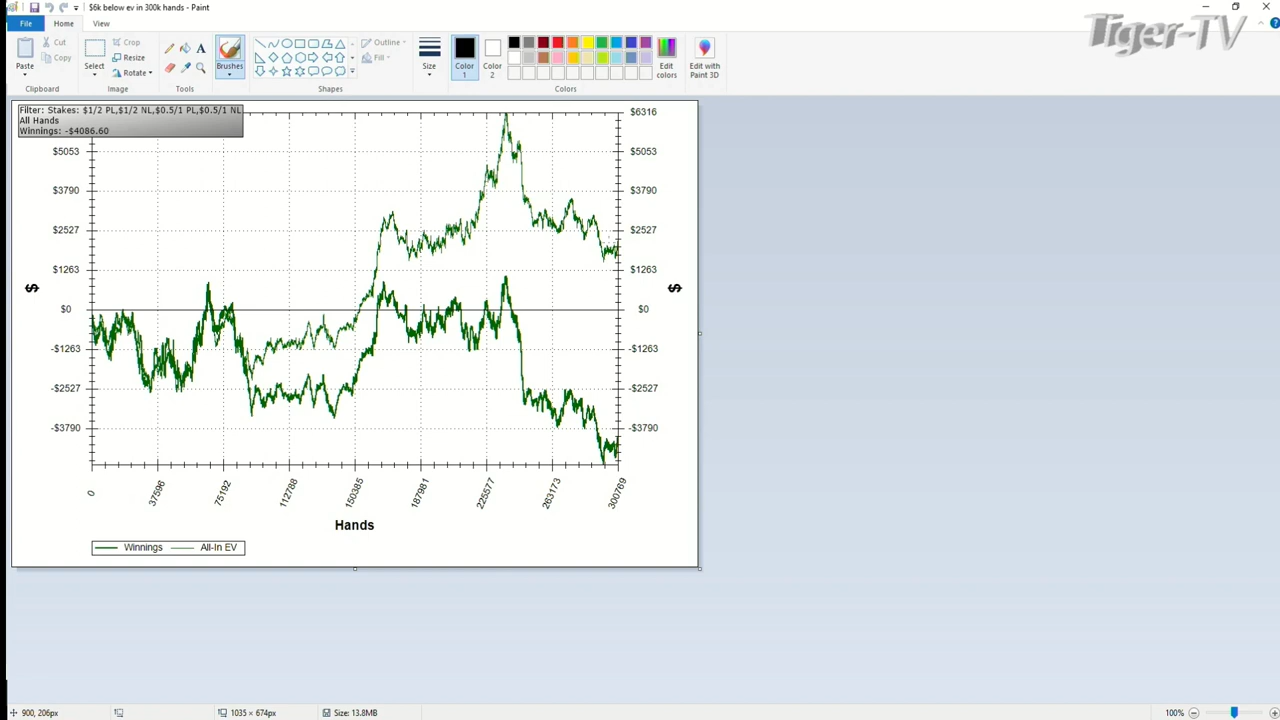 $6k below ev in 300k hands - Paint
Tiger-TV
File Home View
Paste
Cut
Copy
Clipboard
Select
Crop
Resize
Rotate
Image
A
Tools
Brushes
Shapes
Outline
Fill
Size
Color 1
Color 2
Edit colors
Edit with Paint 3D
Colors
Filter: Stakes: $1/2 PL,$1/2 NL,$0.5/1 PL,$0.5/1 NL
All Hands
Winnings: -$4086.60
$6316
$5053 $5053
$3790 $3790
$2527 $2527
$1263 $1263
$ $
$0 $0
-$1263 -$1263
-$2527 -$2527
-$3790 -$3790
0 37596 75192 112788 150385 187981 225577 263173 300769
Hands
Winnings All-In EV
900, 206px 1035 × 674px Size: 13.8MB 100%